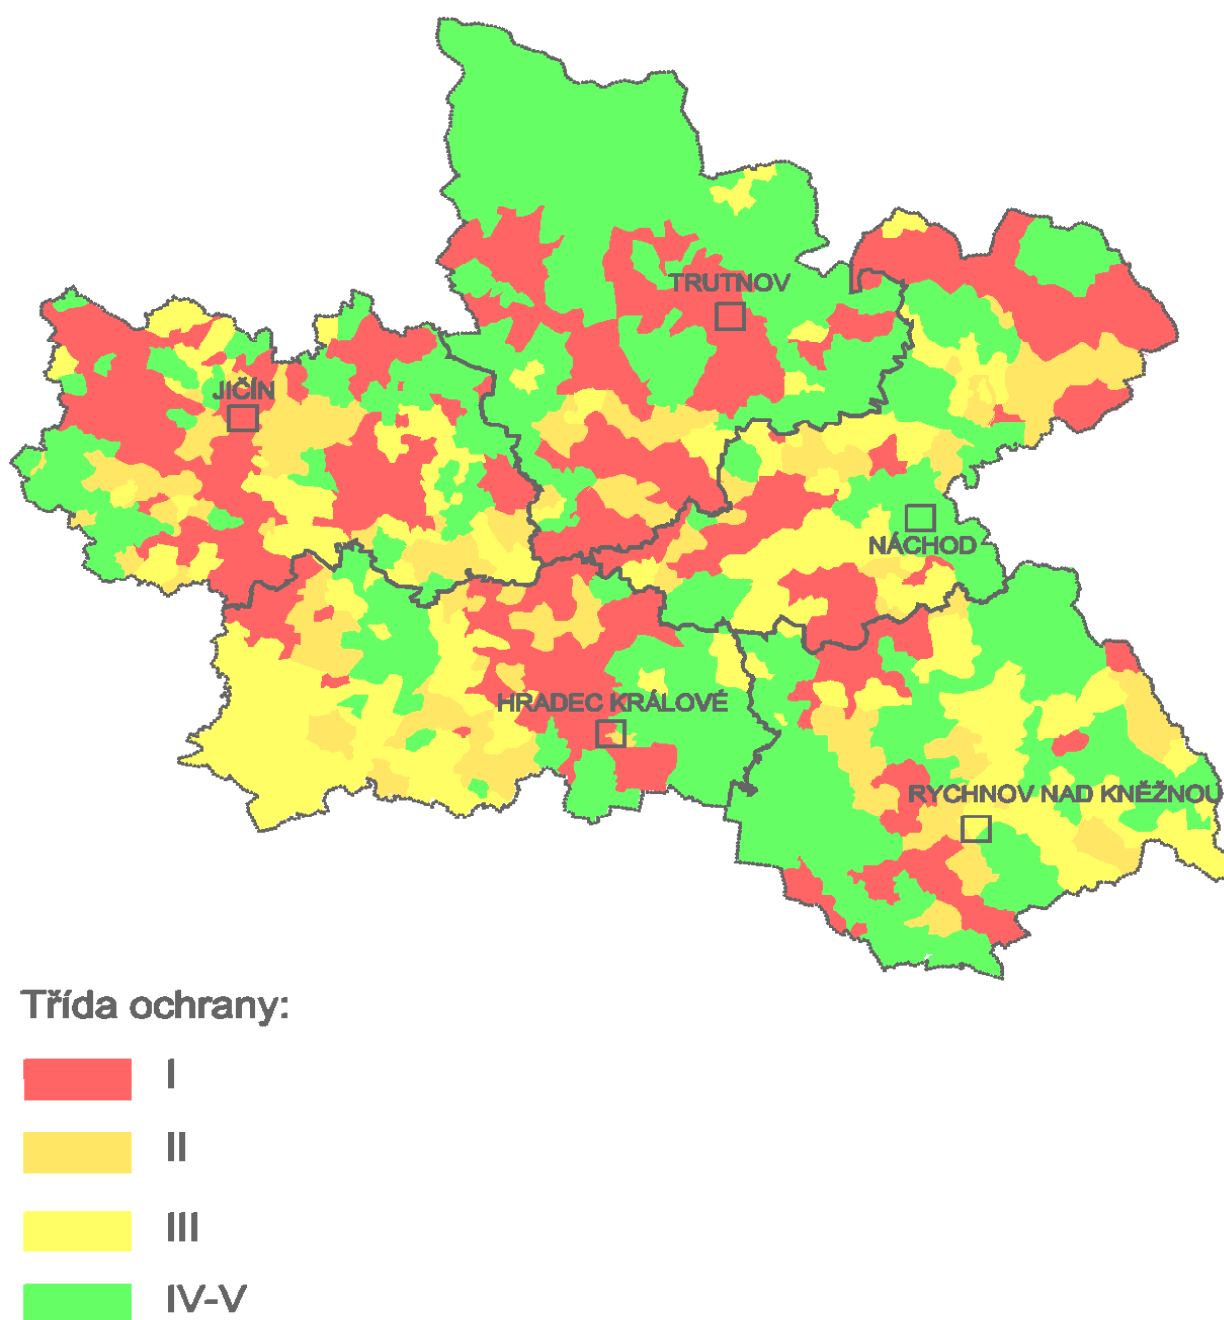 TRUTNOV
JIČÍN
NÁCHOD
HRADEC KRÁLOVÉ
RYCHNOV NAD KNĚŽNOU
Třída ochrany:
I
II
III
IV-V